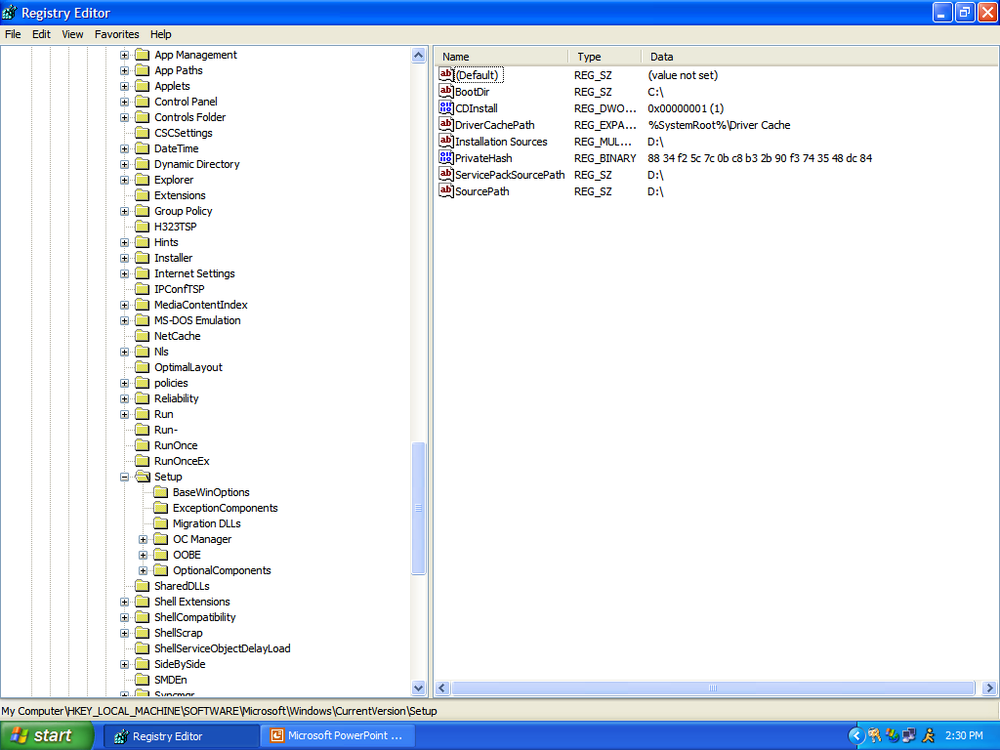 Registry Editor
File Edit View Favorites Help
App Management
App Paths
Applets
Control Panel
Controls Folder
CSCSettings
DateTime
Dynamic Directory
Explorer
Extensions
Group Policy
H323TSP
Hints
Installer
Internet Settings
IPConfTSP
MediaContentIndex
MS-DOS Emulation
NetCache
Nls
OptimalLayout
policies
Reliability
Run
Run-
RunOnce
RunOnceEx
Setup
BaseWinOptions
ExceptionComponents
Migration DLLs
OC Manager
OOBE
OptionalComponents
SharedDLLs
Shell Extensions
ShellCompatibility
ShellScrap
ShellServiceObjectDelayLoad
SideBySide
SMDEn
Syncmgr
Name Type Data
(Default) REG_SZ (value not set)
BootDir REG_SZ C:\
CDInstall REG_DWO... 0x00000001 (1)
DriverCachePath REG_EXPA... %SystemRoot%\Driver Cache
Installation Sources REG_MUL... D:\
PrivateHash REG_BINARY 88 34 f2 5c 7c 0b c8 b3 2b 90 f3 74 35 48 dc 84
ServicePackSourcePath REG_SZ D:\
SourcePath REG_SZ D:\
My Computer\HKEY_LOCAL_MACHINE\SOFTWARE\Microsoft\Windows\CurrentVersion\Setup
start Registry Editor Microsoft PowerPoint ... 2:30 PM